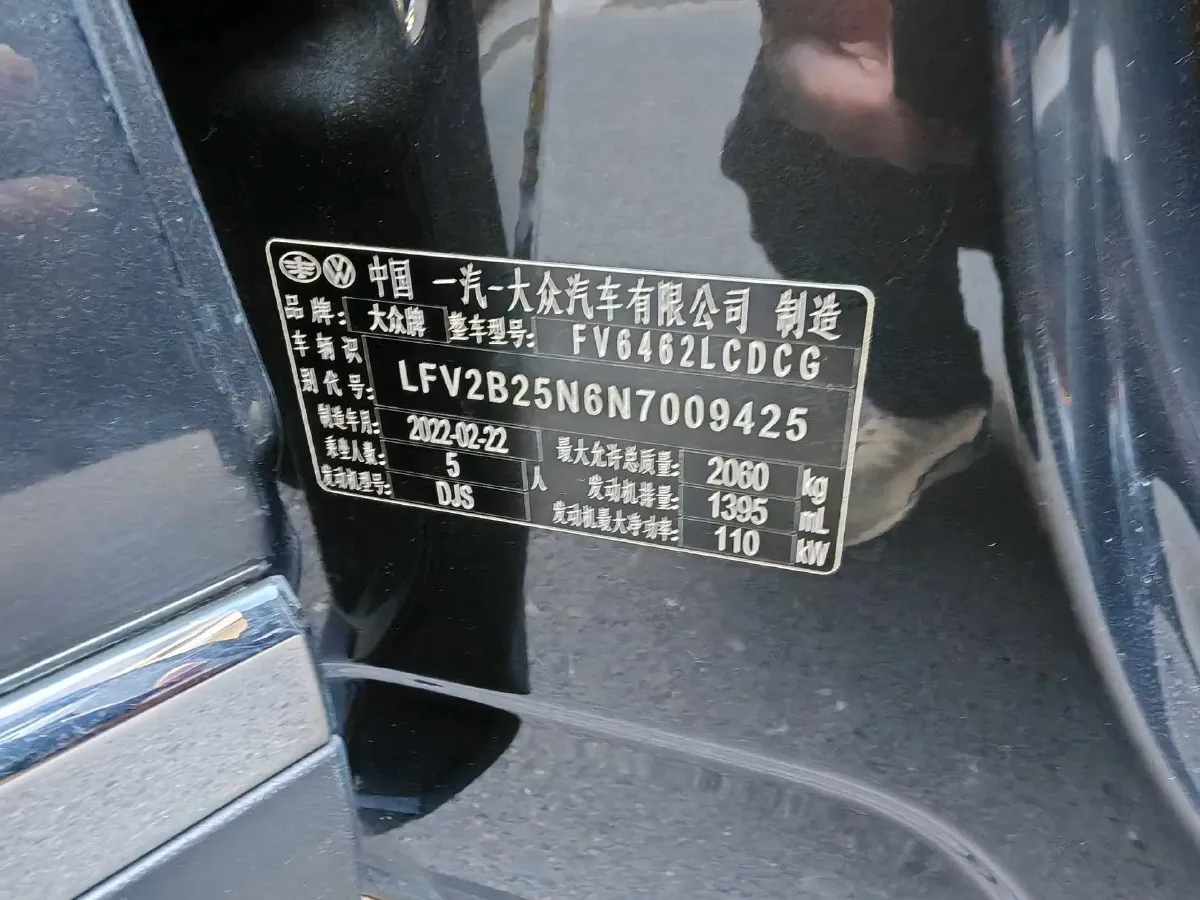 中国 一汽-大众汽车有限公司 制造
品牌: 大众牌 整车型号: FV6462LCDCG
车辆识别代号: LFV2B25N6N7009425
制造年月: 2022-02-22
乘坐人数: 5 人 最大允许总质量: 2060 kg
发动机型号: DJS 发动机排量: 1395 mL
发动机最大净功率: 110 kW